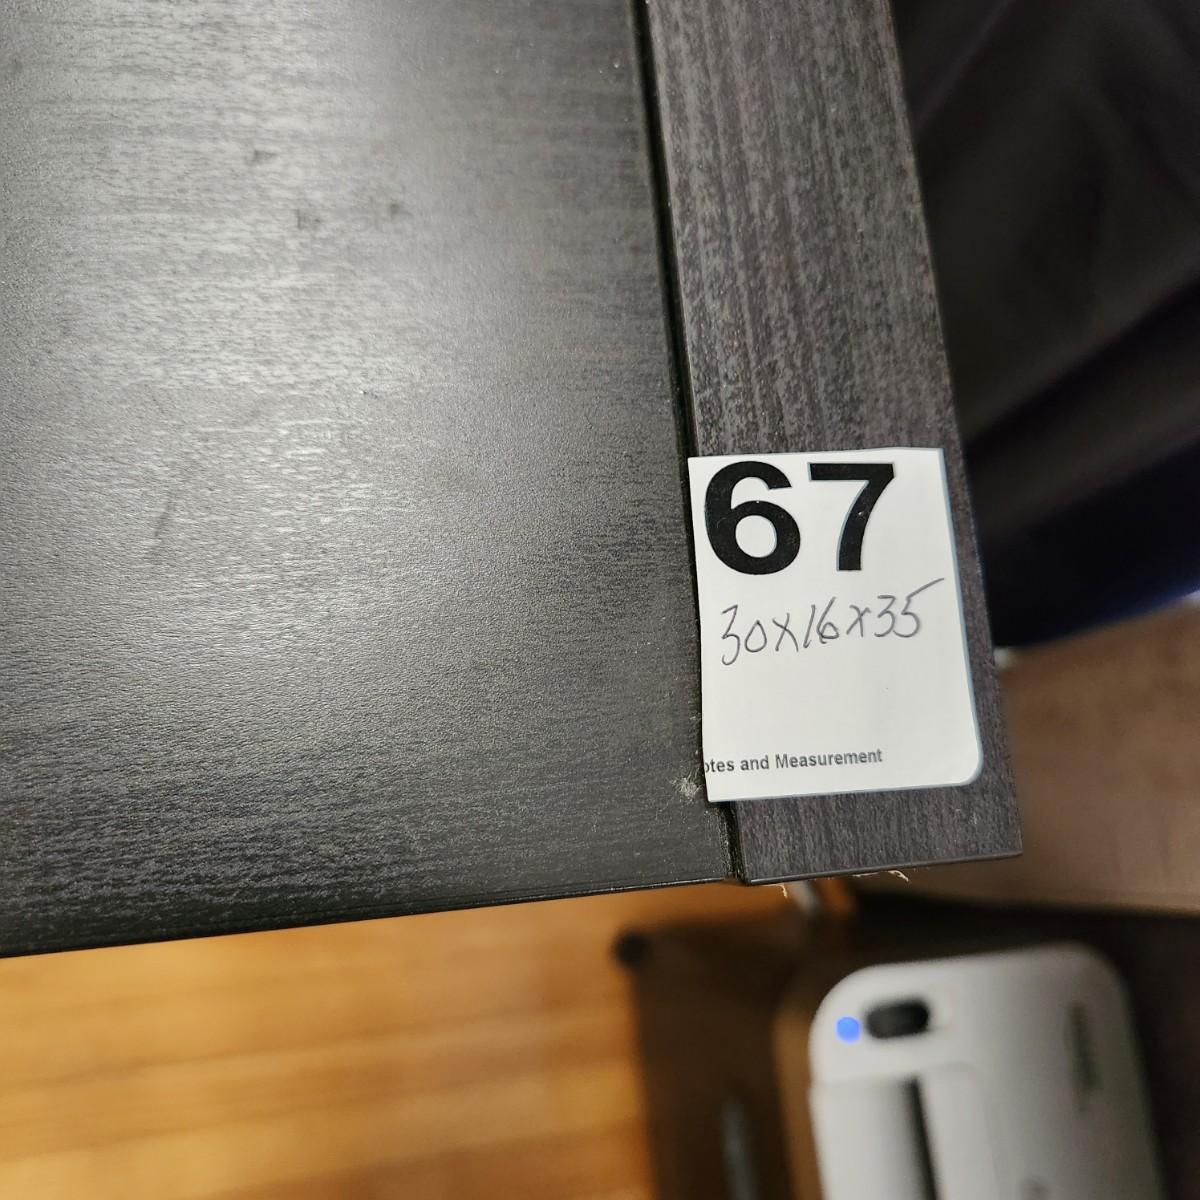 67
30x16x35
otes and Measurement